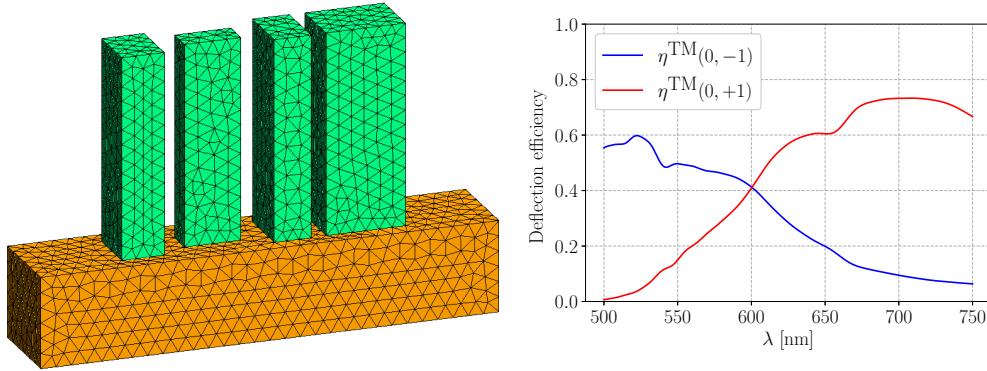 1.0
0.8
0.6
0.4
0.2
0.0
Deflection efficiency
η^TM(0, −1)
η^TM(0, +1)
500 550 600 650 700 750
λ [nm]